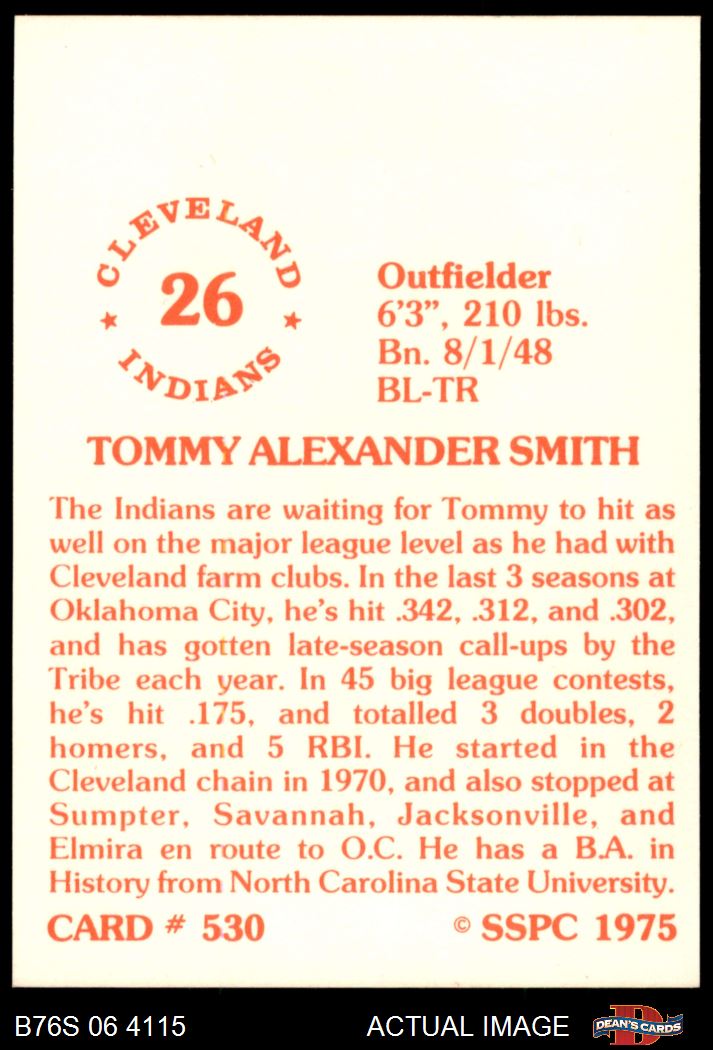 CLEVELAND
26
INDIANS
Outfielder
6'3”, 210 lbs.
Bn. 8/1/48
BL-TR
TOMMY ALEXANDER SMITH
The Indians are waiting for Tommy to hit as
well on the major league level as he had with
Cleveland farm clubs. In the last 3 seasons at
Oklahoma City, he's hit .342, .312, and .302,
and has gotten late-season call-ups by the
Tribe each year. In 45 big league contests,
he's hit .175, and totalled 3 doubles, 2
homers, and 5 RBI. He started in the
Cleveland chain in 1970, and also stopped at
Sumpter, Savannah, Jacksonville, and
Elmira en route to O.C. He has a B.A. in
History from North Carolina State University.
CARD # 530 © SSPC 1975
B76S 06 4115 ACTUAL IMAGE D DEAN'S CARDS